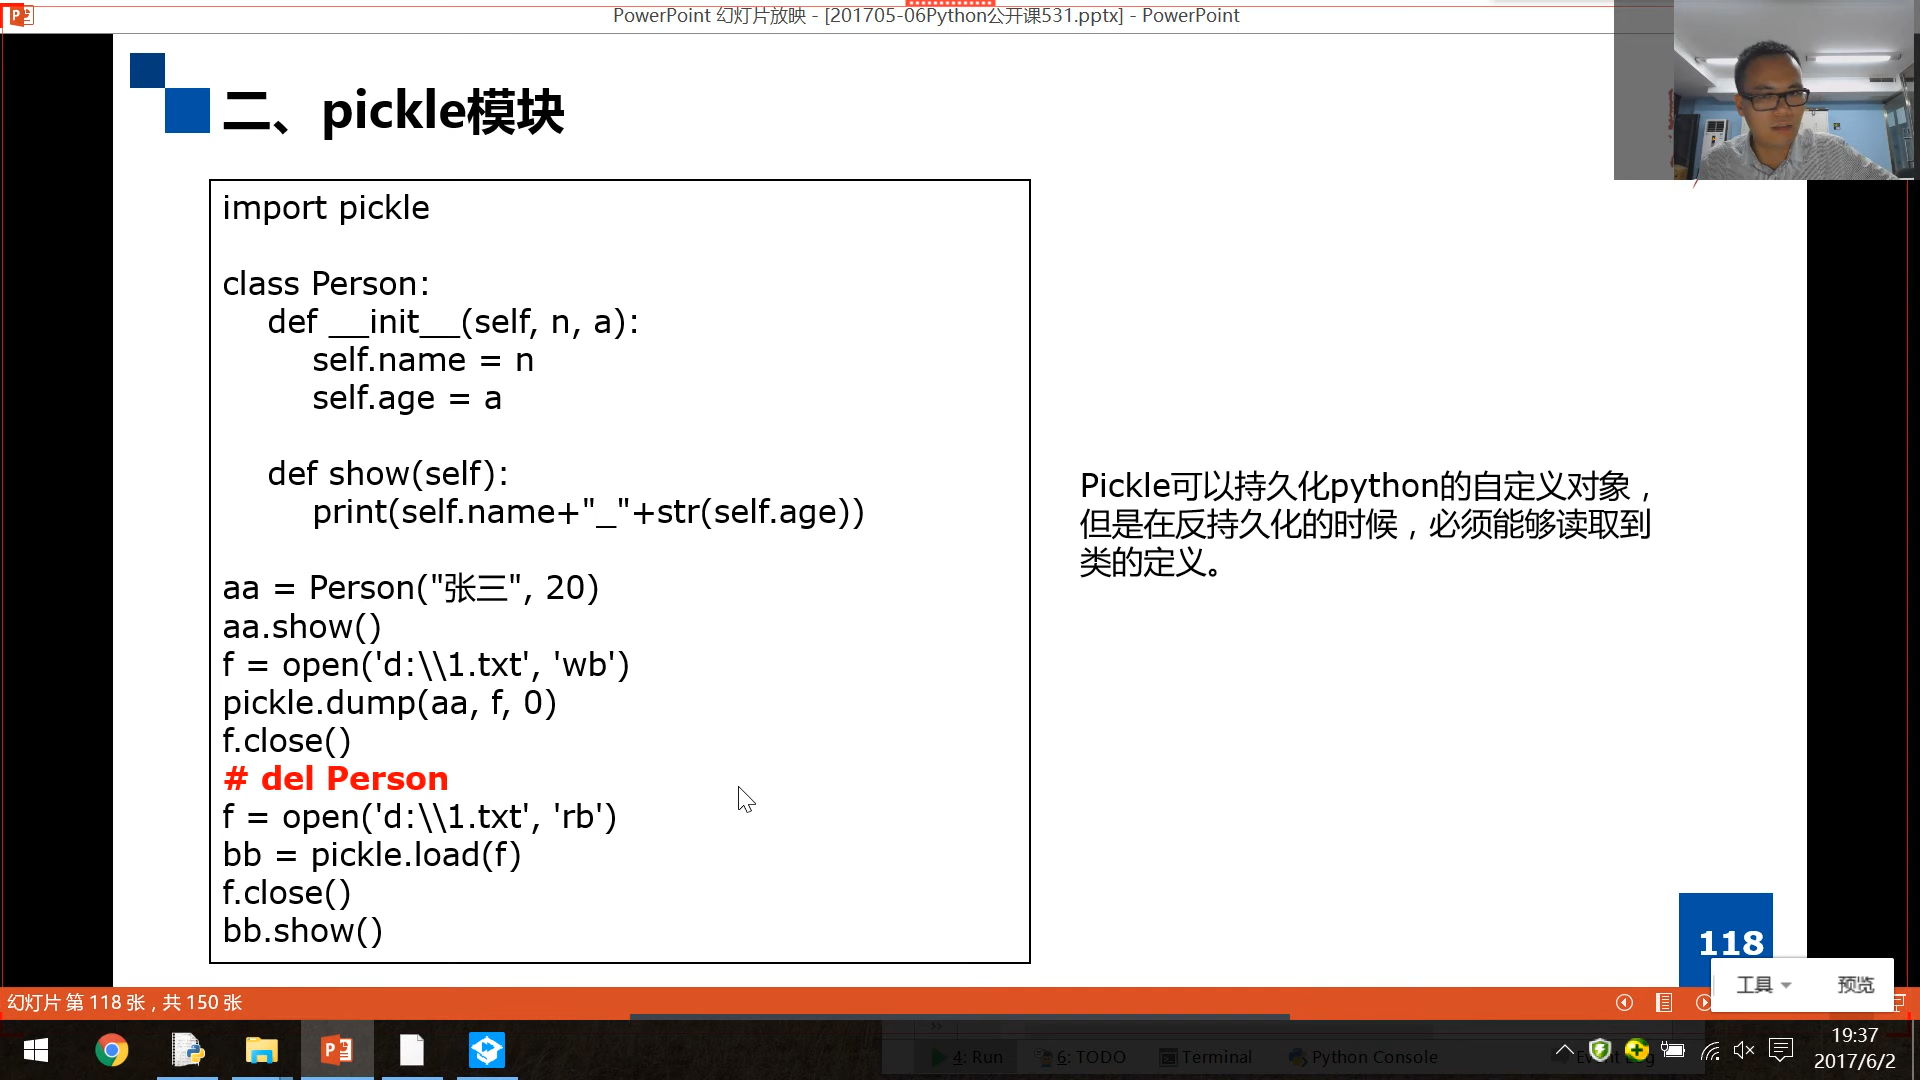 PowerPoint 幻灯片放映 - [201705-06Python公开课531.pptx] - PowerPoint
二、pickle模块
import pickle
class Person:
def __init__(self, n, a):
self.name = n
self.age = a
def show(self):
print(self.name+"_"+str(self.age))
aa = Person("张三", 20)
aa.show()
f = open('d:\\1.txt', 'wb')
pickle.dump(aa, f, 0)
f.close()
# del Person
f = open('d:\\1.txt', 'rb')
bb = pickle.load(f)
f.close()
bb.show()
Pickle可以持久化python的自定义对象，
但是在反持久化的时候，必须能够读取到
类的定义。
118
工具 预览
幻灯片 第 118 张，共 150 张
4: Run 6: TODO Terminal Python Console
19:37
2017/6/2